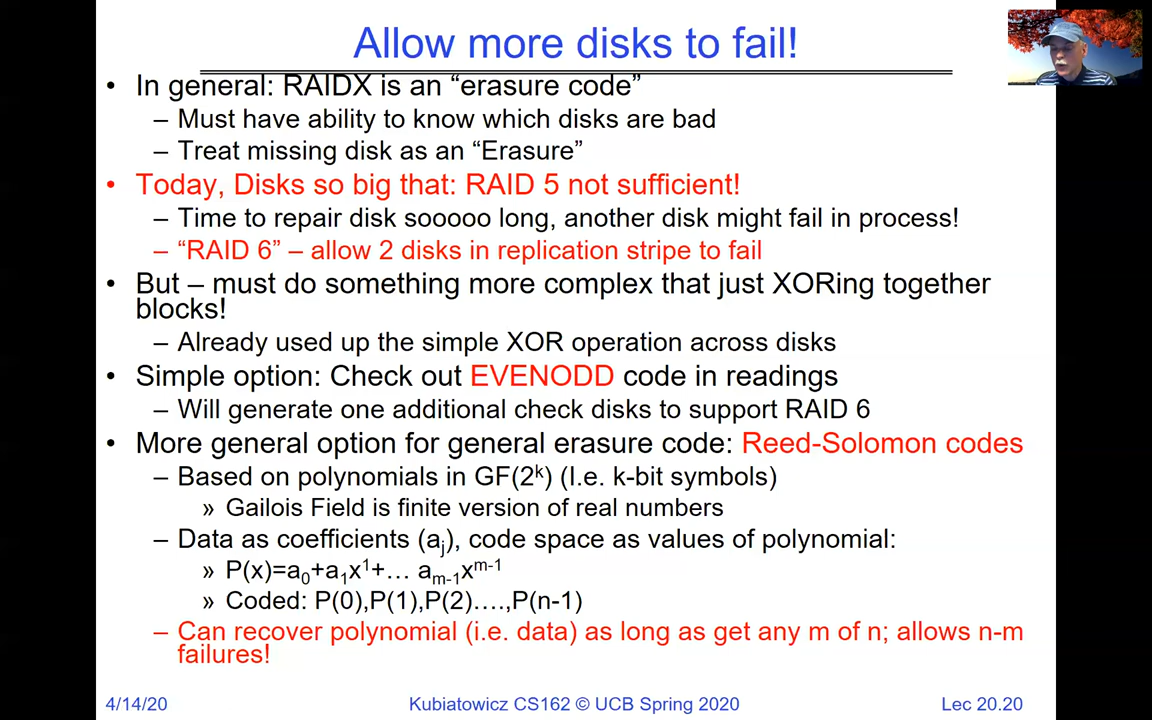 Allow more disks to fail!
• In general: RAIDX is an “erasure code”
– Must have ability to know which disks are bad
– Treat missing disk as an “Erasure”
• Today, Disks so big that: RAID 5 not sufficient!
– Time to repair disk sooooo long, another disk might fail in process!
– “RAID 6” – allow 2 disks in replication stripe to fail
• But – must do something more complex that just XORing together
blocks!
– Already used up the simple XOR operation across disks
• Simple option: Check out EVENODD code in readings
– Will generate one additional check disks to support RAID 6
• More general option for general erasure code: Reed-Solomon codes
– Based on polynomials in GF(2ᵏ) (I.e. k-bit symbols)
» Gailois Field is finite version of real numbers
– Data as coefficients (aⱼ), code space as values of polynomial:
» P(x)=a₀+a₁x¹+… aₘ₋₁xᵐ⁻¹
» Coded: P(0),P(1),P(2)….,P(n-1)
– Can recover polynomial (i.e. data) as long as get any m of n; allows n-m
failures!
4/14/20 Kubiatowicz CS162 © UCB Spring 2020 Lec 20.20